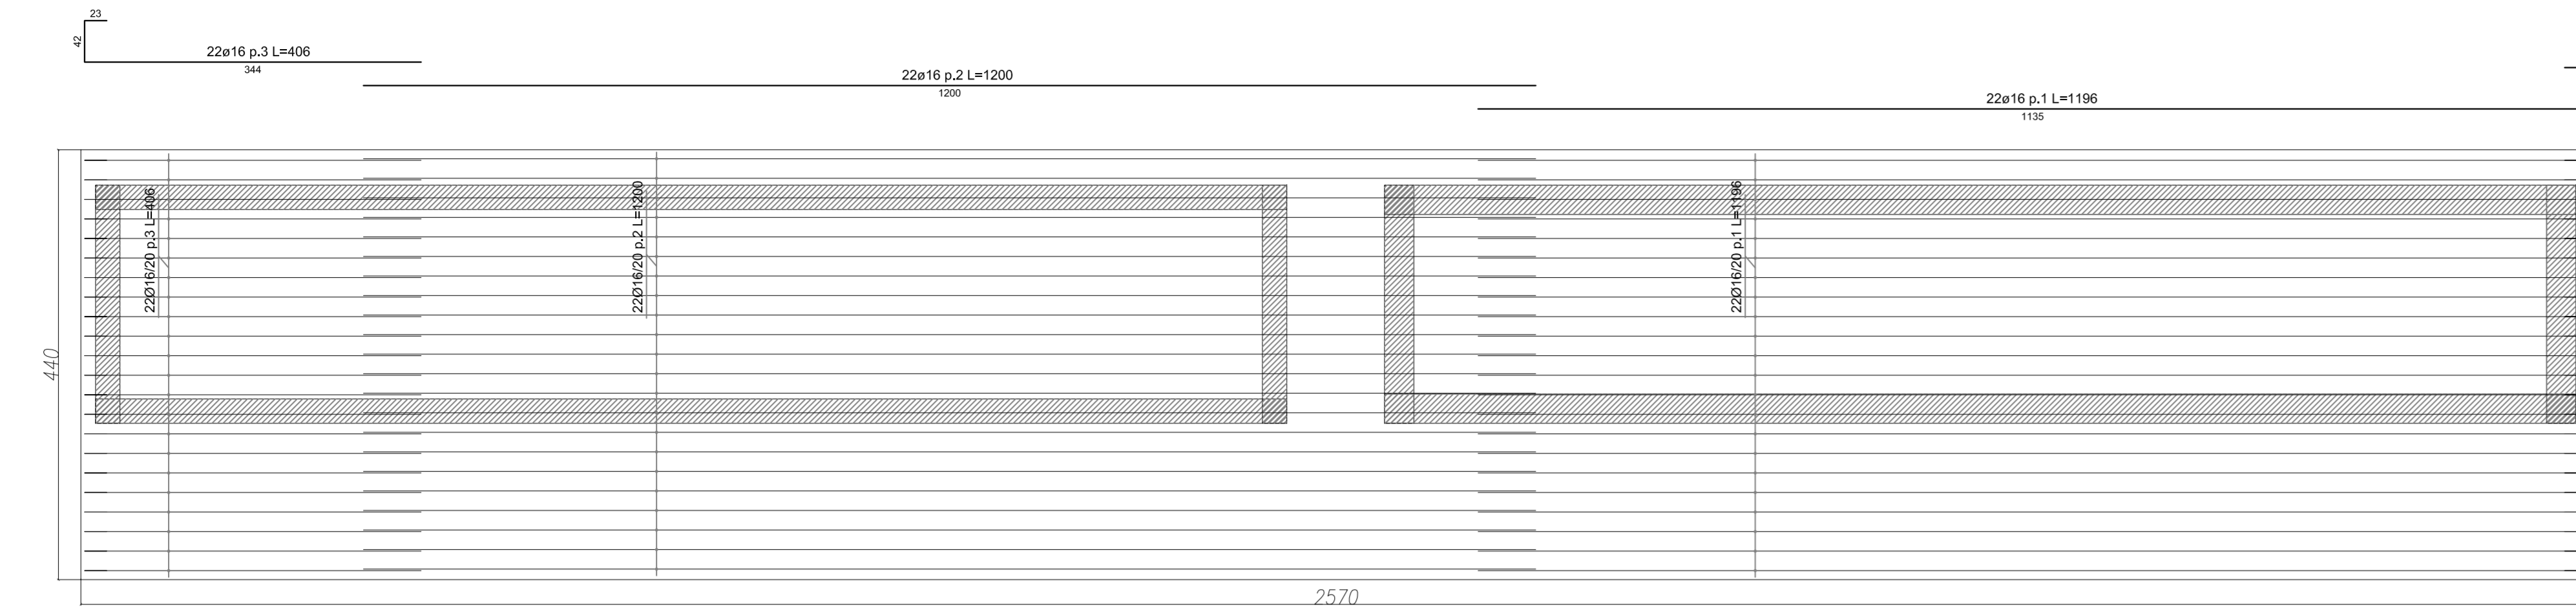 23
42
22ø16 p.3 L=406
344
22ø16 p.2 L=1200
1200
22ø16 p.1 L=1196
1135
22Ø16/20 p.3 L=406
22Ø16/20 p.2 L=1200
22Ø16/20 p.1 L=1196
440
2570